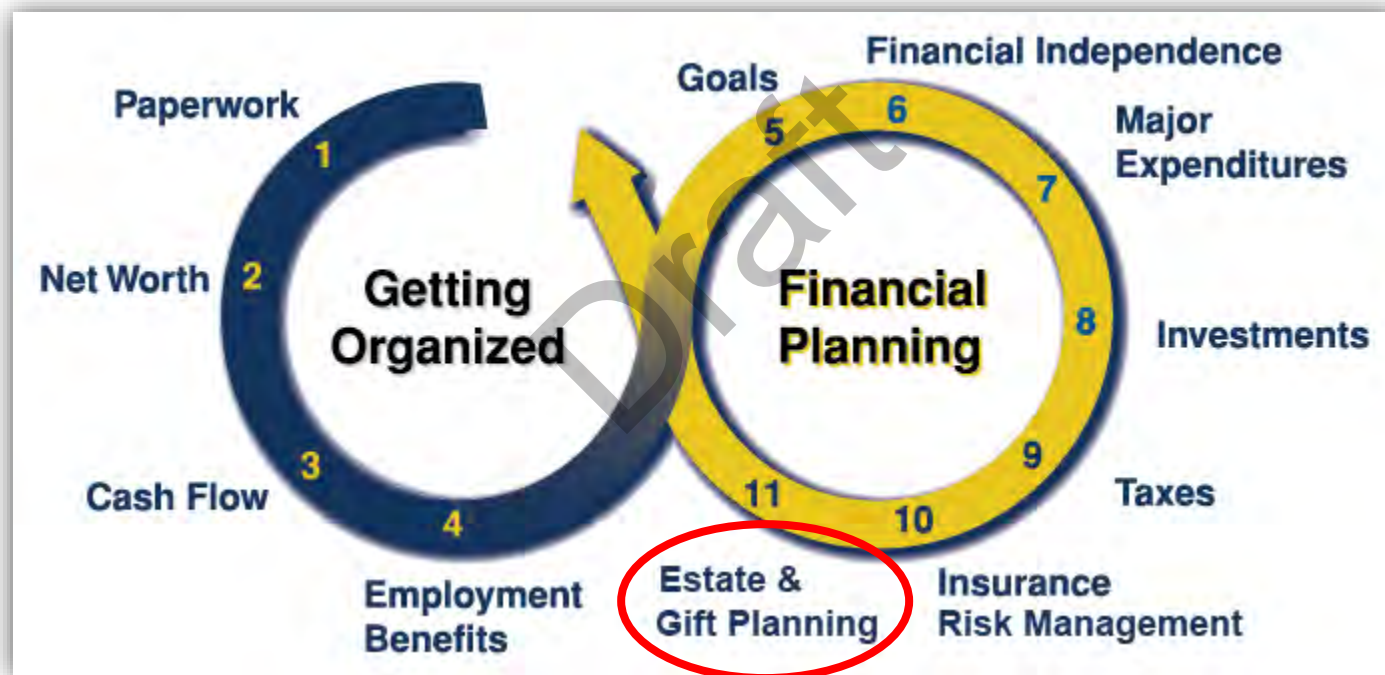 Paperwork
1
Net Worth
2
3
Cash Flow
4
Employment
Benefits
Getting
Organized
Goals
5
Financial Independence
6
Major
Expenditures
7
Investments
8
9
Taxes
10
Insurance
Risk Management
11
Estate &
Gift Planning
Financial
Planning
Draft